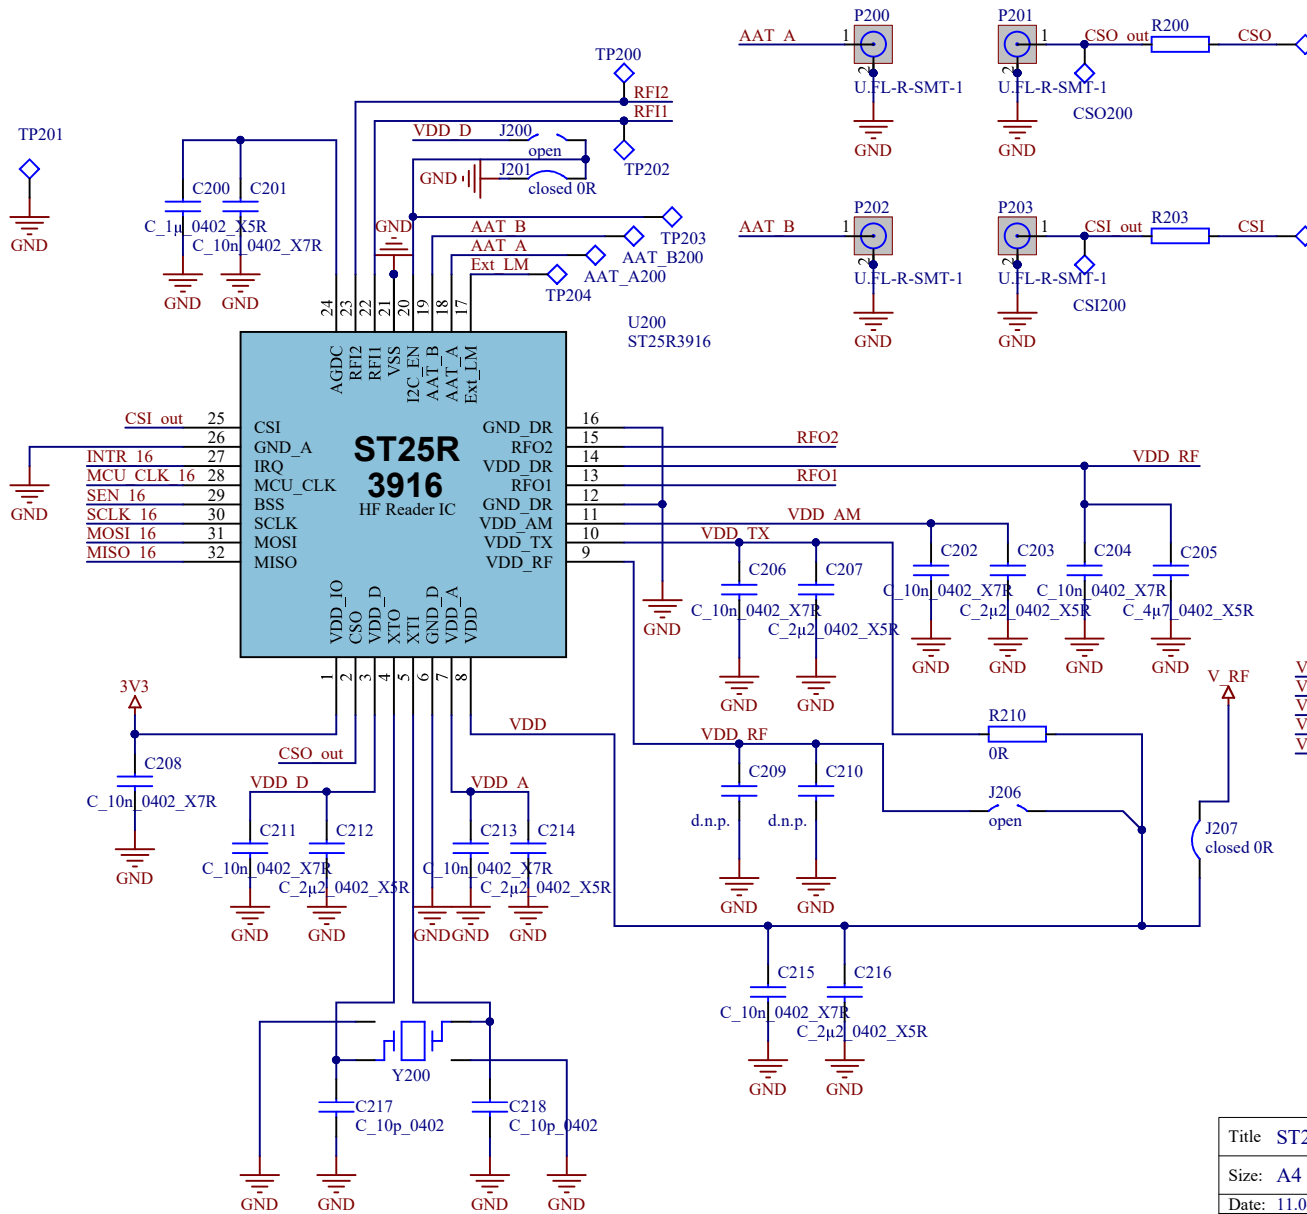 P200
AAT_A
1
2
U.FL-R-SMT-1
GND
P201
1
CSO_out
R200
CSO
2
U.FL-R-SMT-1
CSO200
GND
TP200
RFI2
RFI1
TP202
VDD_D
J200
open
J201
GND
closed 0R
TP201
GND
C200
C_1µ_0402_X5R
GND
C201
C_10n_0402_X7R
GND
GND
TP203
AAT_B
AAT_B200
AAT_A
AAT_A200
Ext_LM
TP204
P202
AAT_B
1
2
U.FL-R-SMT-1
GND
P203
1
CSI_out
R203
CSI
2
U.FL-R-SMT-1
CSI200
GND
U200
ST25R3916
24
23
22
21
20
19
18
17
AGDC
RFI2
RFI1
VSS
I2C_EN
AAT_B
AAT_A
Ext_LM
ST25R
3916
HF Reader IC
CSI_out
25
CSI
26
GND_A
GND
INTR_16
27
IRQ
MCU_CLK_16
28
MCU_CLK
SEN_16
29
BSS
SCLK_16
30
SCLK
MOSI_16
31
MOSI
MISO_16
32
MISO
GND_DR
16
RFO2
15
RFO2
VDD_DR
14
VDD_RF
RFO1
13
RFO1
GND_DR
12
VDD_AM
11
VDD_AM
VDD_TX
10
VDD_TX
VDD_RF
9
GND
VDD_IO
CSO
VDD_D
XTO
XTI
GND_D
VDD_A
VDD
1
2
3
4
5
6
7
8
C206
C_10n_0402_X7R
GND
C207
C_2µ2_0402_X5R
GND
C202
C_10n_0402_X7R
GND
C203
C_2µ2_0402_X5R
GND
C204
C_10n_0402_X7R
GND
C205
C_4µ7_0402_X5R
GND
3V3
C208
C_10n_0402_X7R
GND
CSO_out
VDD_D
VDD_A
VDD
C211
C_10n_0402_X7R
GND
C212
C_2µ2_0402_X5R
GND
GND
C213
C_10n_0402_X7R
GND
C214
C_2µ2_0402_X5R
GND
VDD_RF
C209
d.n.p.
GND
C210
d.n.p.
GND
R210
0R
J206
open
V_RF
J207
closed 0R
V
V
V
V
V
C215
C_10n_0402_X7R
GND
C216
C_2µ2_0402_X5R
GND
Y200
C217
C_10p_0402
C218
C_10p_0402
GND
GND
GND
GND
Title ST2
Size: A4
Date: 11.0